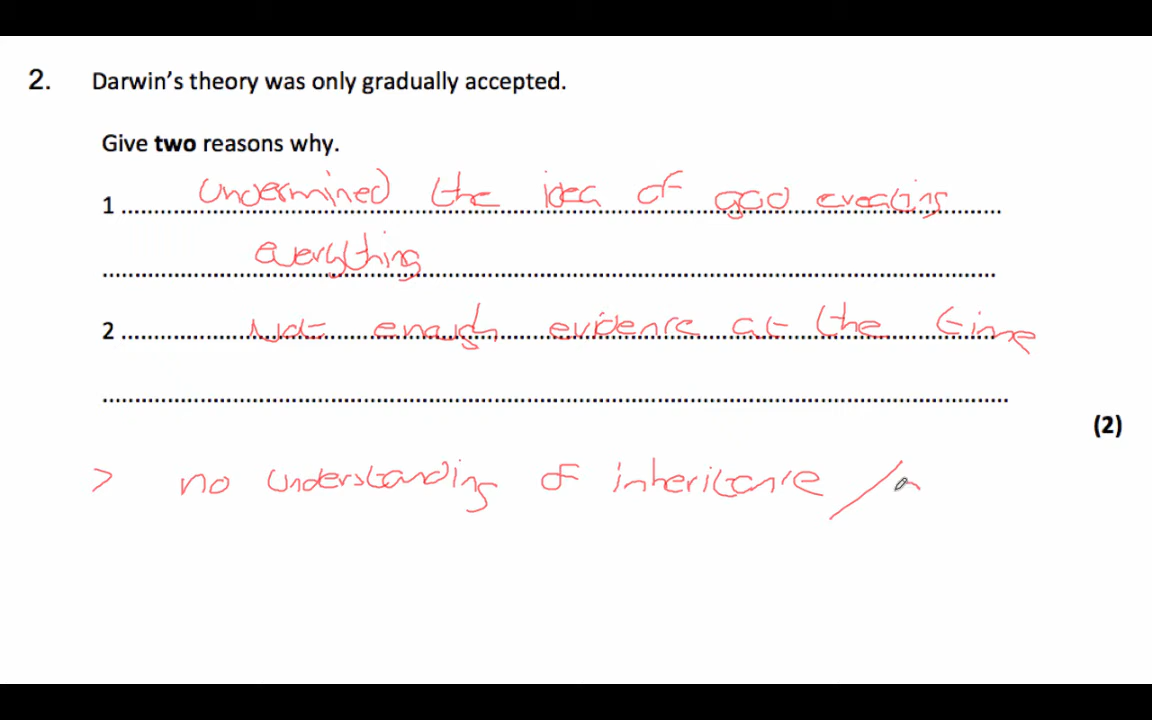 2. Darwin's theory was only gradually accepted.
Give two reasons why.
1 Undermined the idea of god creating
everything
2 Not enough evidence at the time
(2)
> no understanding of inheritance /